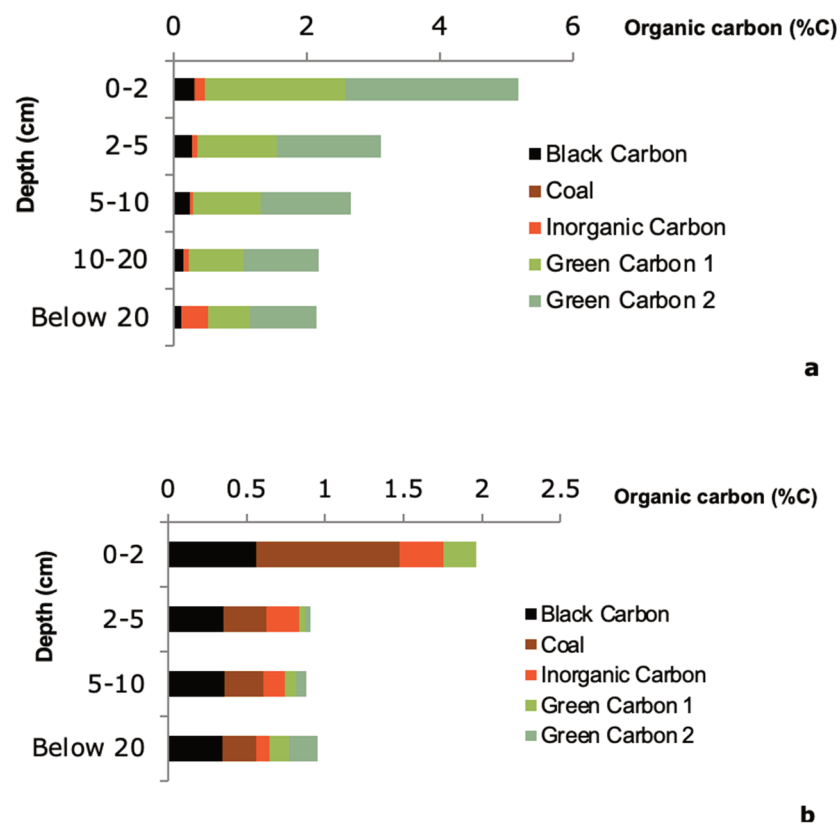 0 2 4 6 Organic carbon (%C)
Depth (cm)
0-2
2-5
5-10
10-20
Below 20
Black Carbon
Coal
Inorganic Carbon
Green Carbon 1
Green Carbon 2
a
0 0.5 1 1.5 2 2.5 Organic carbon (%C)
Depth (cm)
0-2
2-5
5-10
Below 20
Black Carbon
Coal
Inorganic Carbon
Green Carbon 1
Green Carbon 2
b